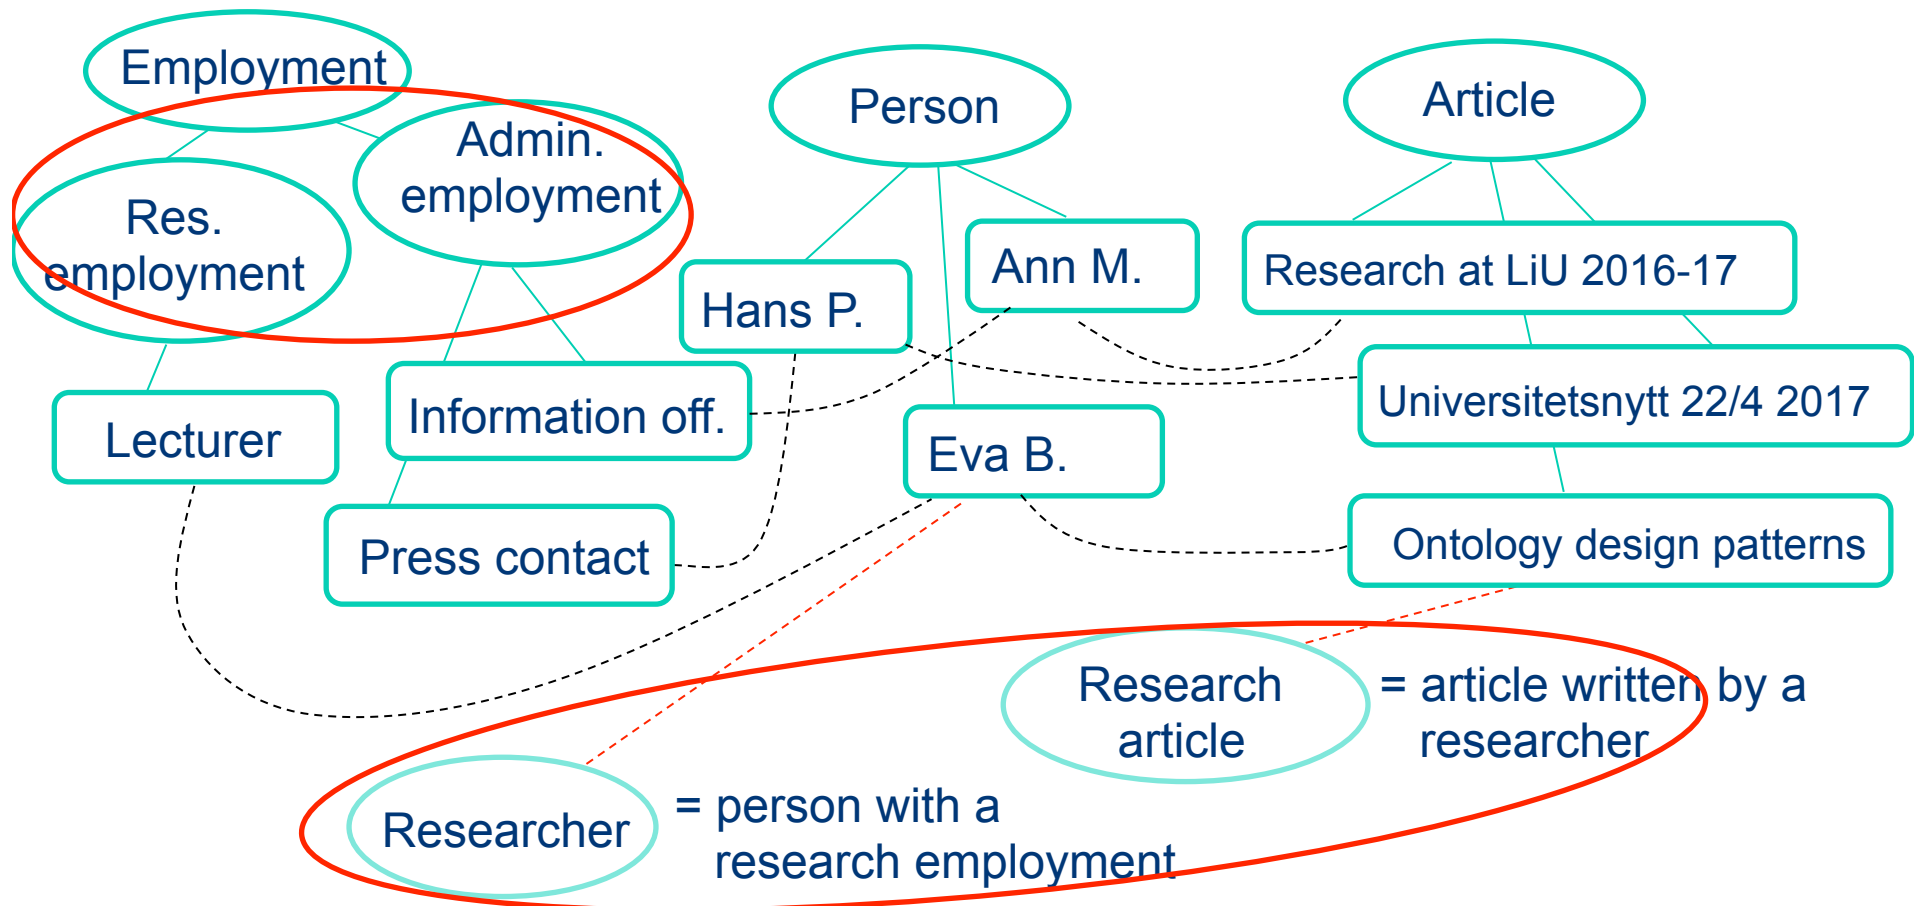 Employment
Person
Article
Admin.
employment
Res.
employment
Hans P.
Ann M.
Research at LiU 2016-17
Lecturer
Information off.
Eva B.
Universitetsnytt 22/4 2017
Press contact
Ontology design patterns
Research
article
= article written by a
researcher
Researcher
= person with a
research employment